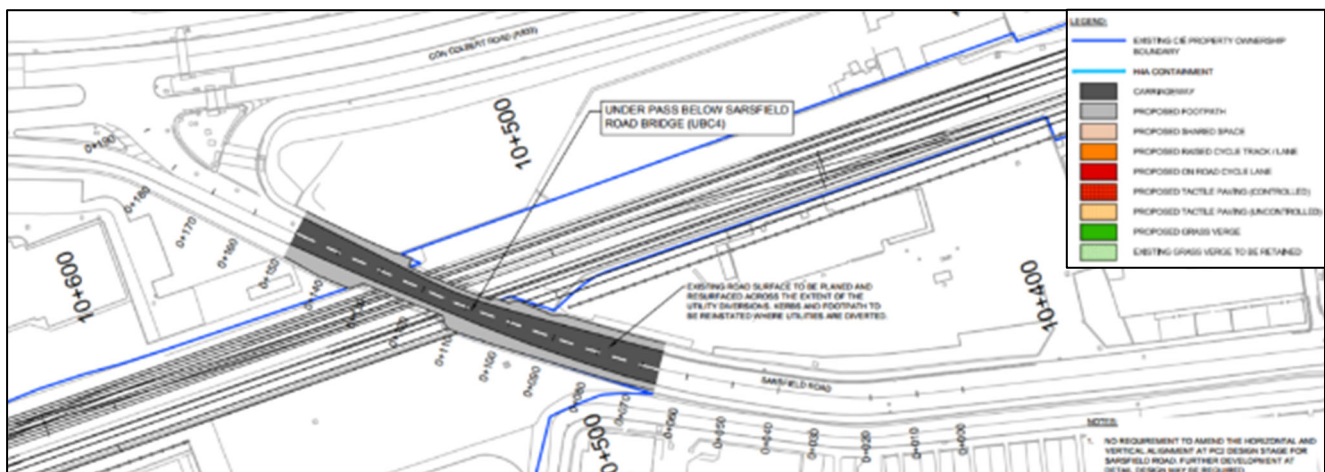 CON COLBERT ROAD (R148)
UNDER PASS BELOW SARSFIELD
ROAD BRIDGE (UBC4)
10+500
10+600
10+400
10+500
0+190
0+180
0+170
0+160
0+150
0+140
0+110
0+100
0+090
0+080
0+070
0+060
0+050
0+040
0+030
0+020
0+010
0+000
EXISTING ROAD SURFACE TO BE PLANED AND
RESURFACED ACROSS THE EXTENT OF THE
UTILITY DIVERSIONS. KERBS AND FOOTPATH TO
BE REINSTATED WHERE UTILITIES ARE DIVERTED.
SARSFIELD ROAD
LEGEND:
EXISTING CIE PROPERTY OWNERSHIP
BOUNDARY
H4A CONTAINMENT
CARRIAGEWAY
PROPOSED FOOTPATH
PROPOSED SHARED SPACE
PROPOSED RAISED CYCLE TRACK / LANE
PROPOSED ON ROAD CYCLE LANE
PROPOSED TACTILE PAVING (CONTROLLED)
PROPOSED TACTILE PAVING (UNCONTROLLED)
PROPOSED GRASS VERGE
EXISTING GRASS VERGE TO BE RETAINED
NOTES:
1. NO REQUIREMENT TO AMEND THE HORIZONTAL AND
VERTICAL ALIGNMENT AT PC2 DESIGN STAGE FOR
SARSFIELD ROAD. FURTHER DEVELOPMENT AT
DETAIL DESIGN MAY BE REQUIRED